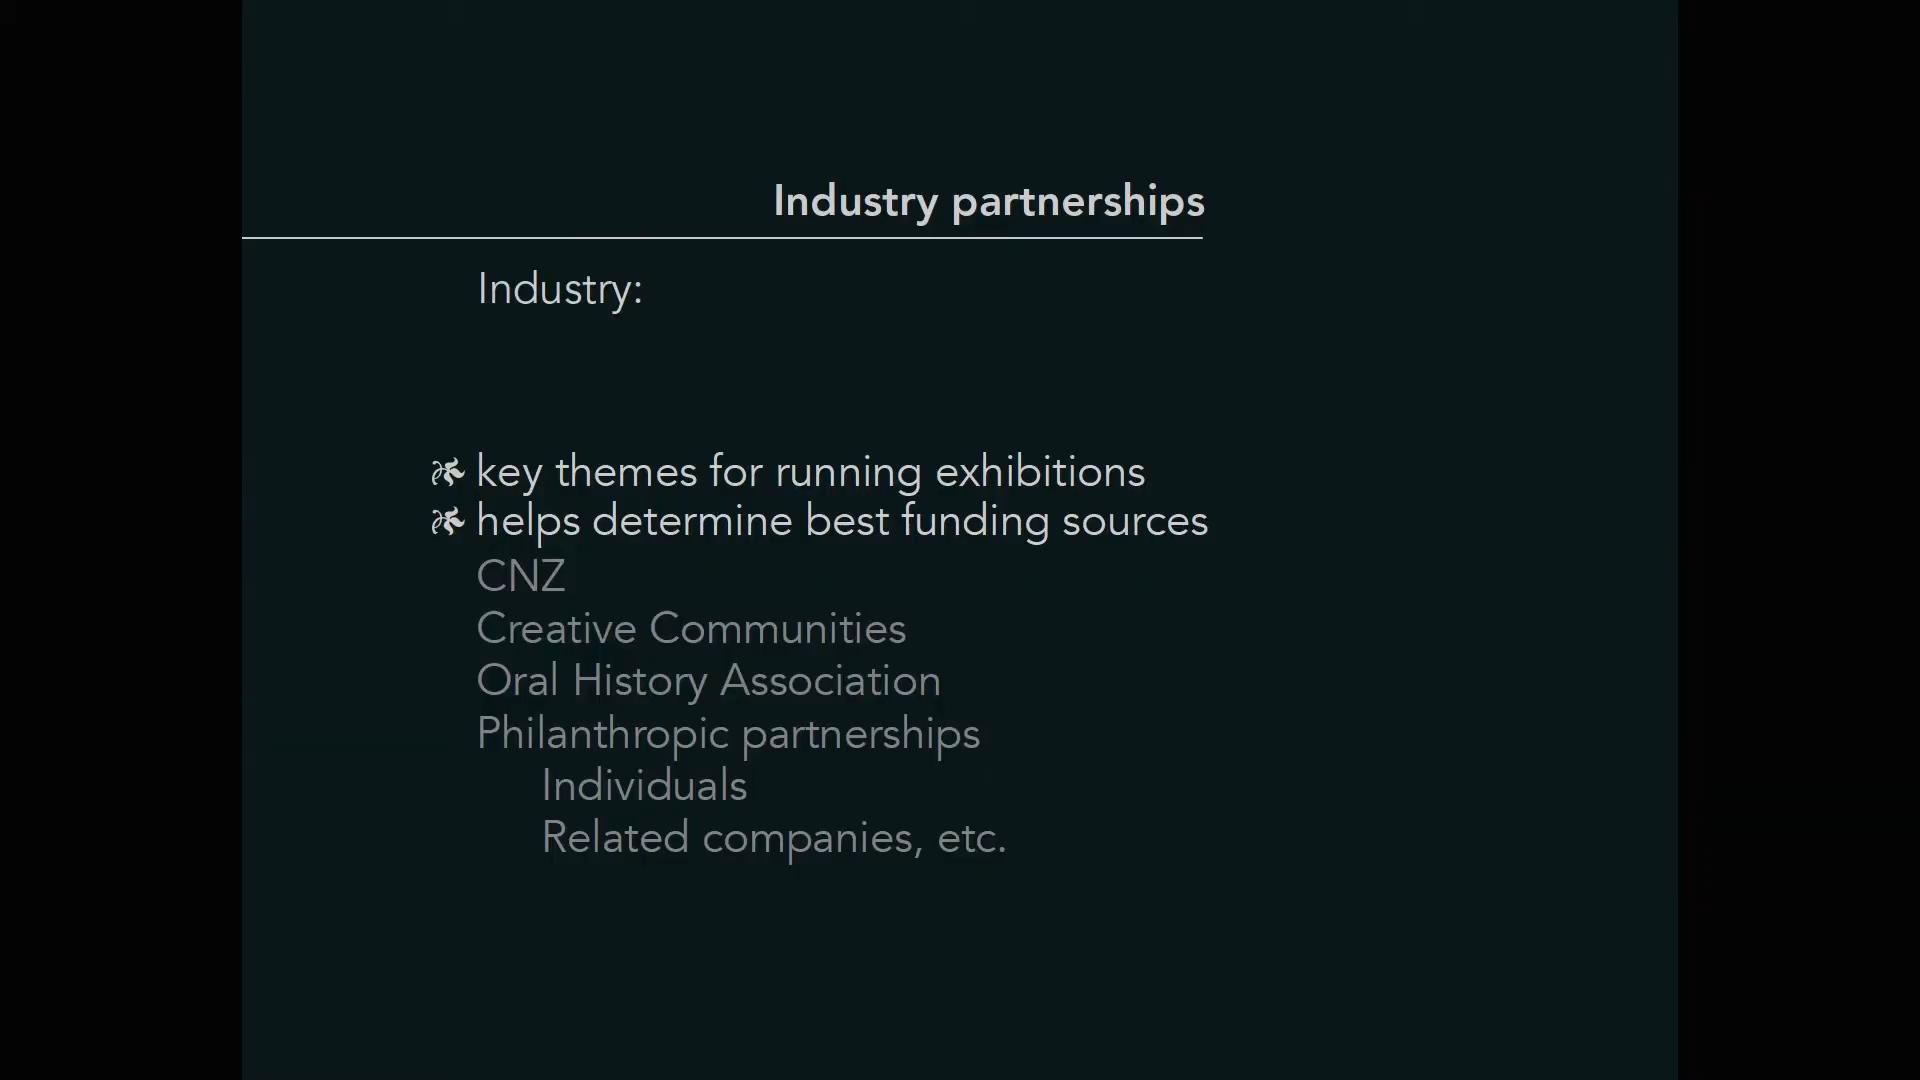 Industry partnerships
Industry:
key themes for running exhibitions
helps determine best funding sources
CNZ
Creative Communities
Oral History Association
Philanthropic partnerships
Individuals
Related companies, etc.